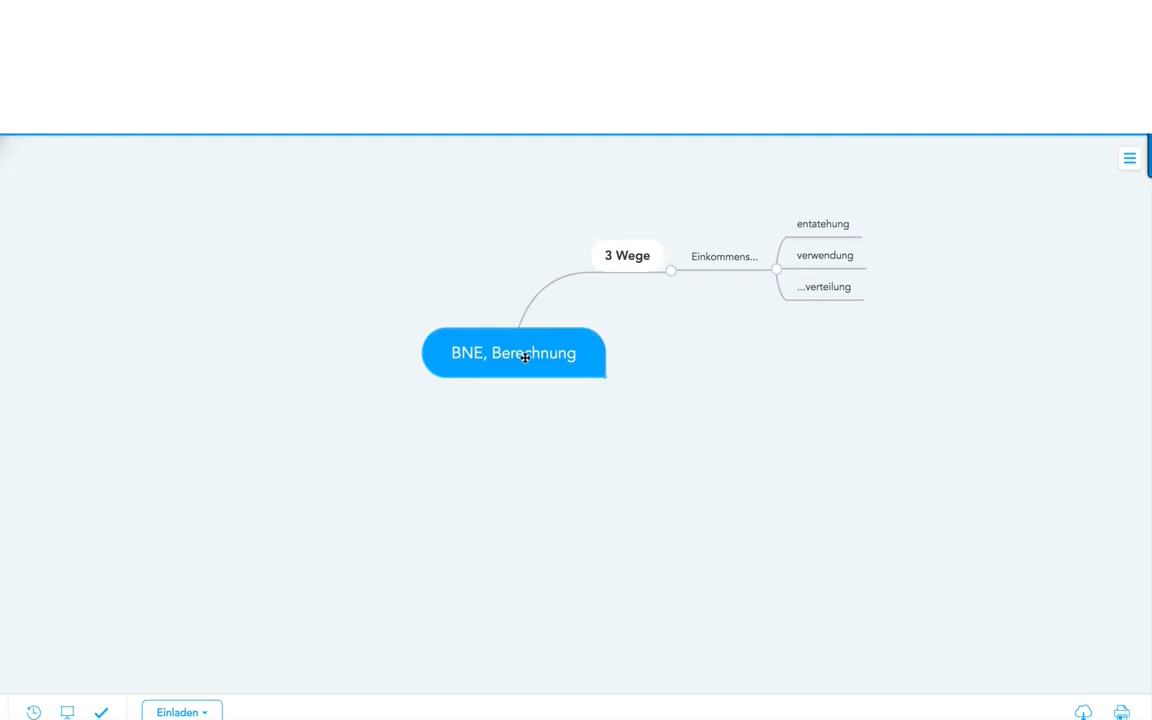 entatehung
3 Wege
Einkommens...
verwendung
...verteilung
BNE, Berechnung
Einladen